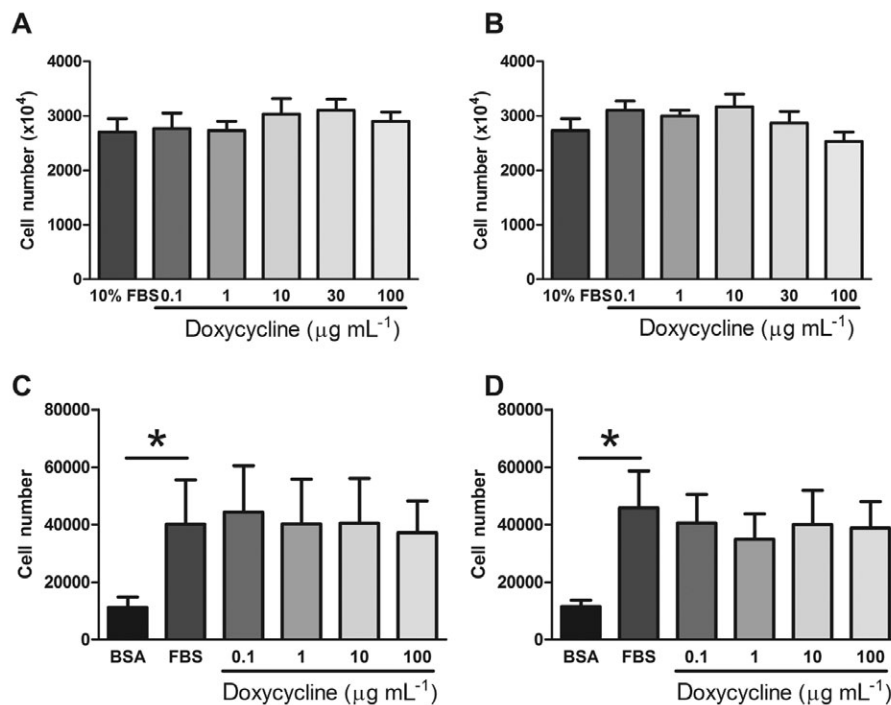 A
Cell number (x10⁴)
4000
3000
2000
1000
0
10% FBS 0.1 1 10 30 100
Doxycycline (μg mL⁻¹)
B
Cell number (x10⁴)
4000
3000
2000
1000
0
10% FBS 0.1 1 10 30 100
Doxycycline (μg mL⁻¹)
C
Cell number
80000
60000
40000
20000
0
*
BSA FBS 0.1 1 10 100
Doxycycline (μg mL⁻¹)
D
Cell number
80000
60000
40000
20000
0
*
BSA FBS 0.1 1 10 100
Doxycycline (μg mL⁻¹)